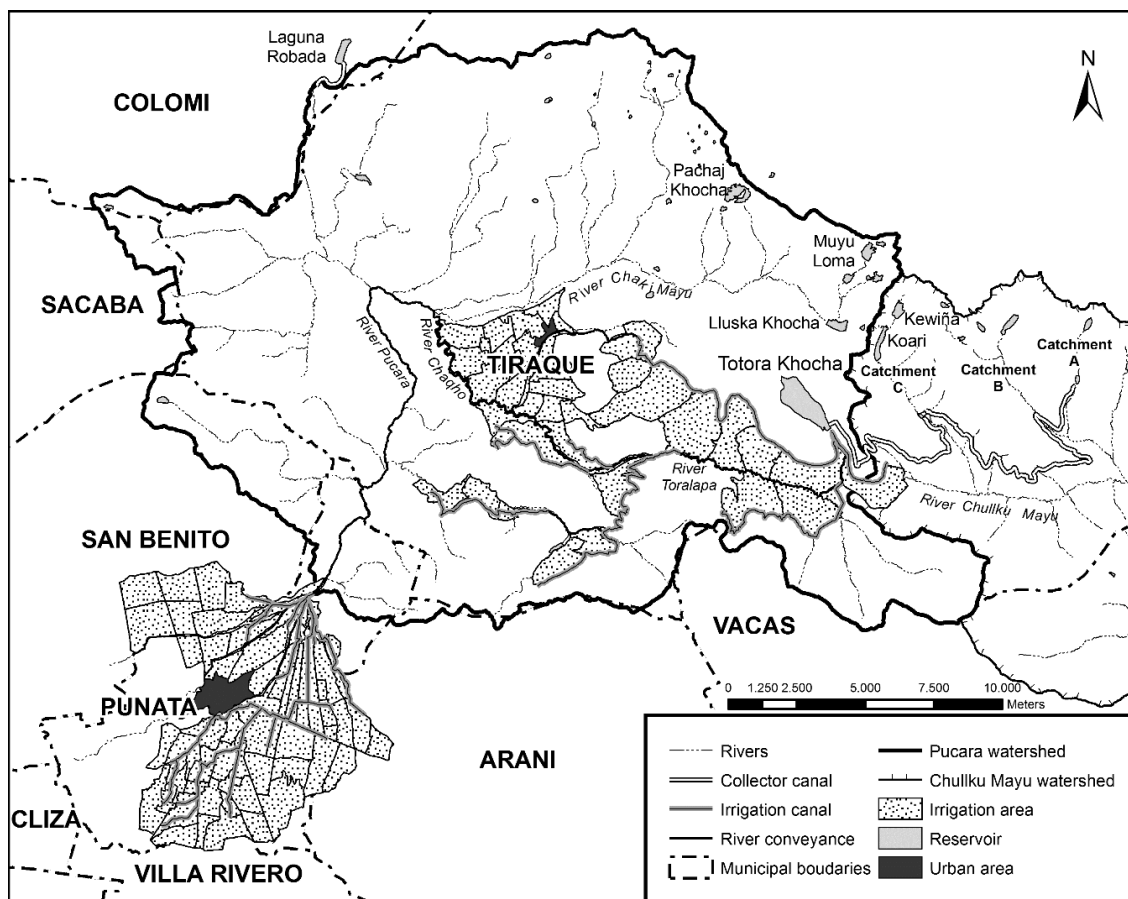 Laguna
Robada
N
COLOMI
Pachaj
Khocha
Muyu
Loma
SACABA
River Chaki Mayu
River Pucara
River Chaqho
Lluska Khocha
Kewiña
Koari
TIRAQUE
Totora Khocha
Catchment
A
Catchment
B
Catchment
C
River
Toralapa
River Chullku Mayu
SAN BENITO
VACAS
PUNATA
ARANI
CLIZA
VILLA RIVERO
0 1.250 2.500 5.000 7.500 10.000
Meters
Rivers
Collector canal
Irrigation canal
River conveyance
Municipal boudaries
Pucara watershed
Chullku Mayu watershed
Irrigation area
Reservoir
Urban area